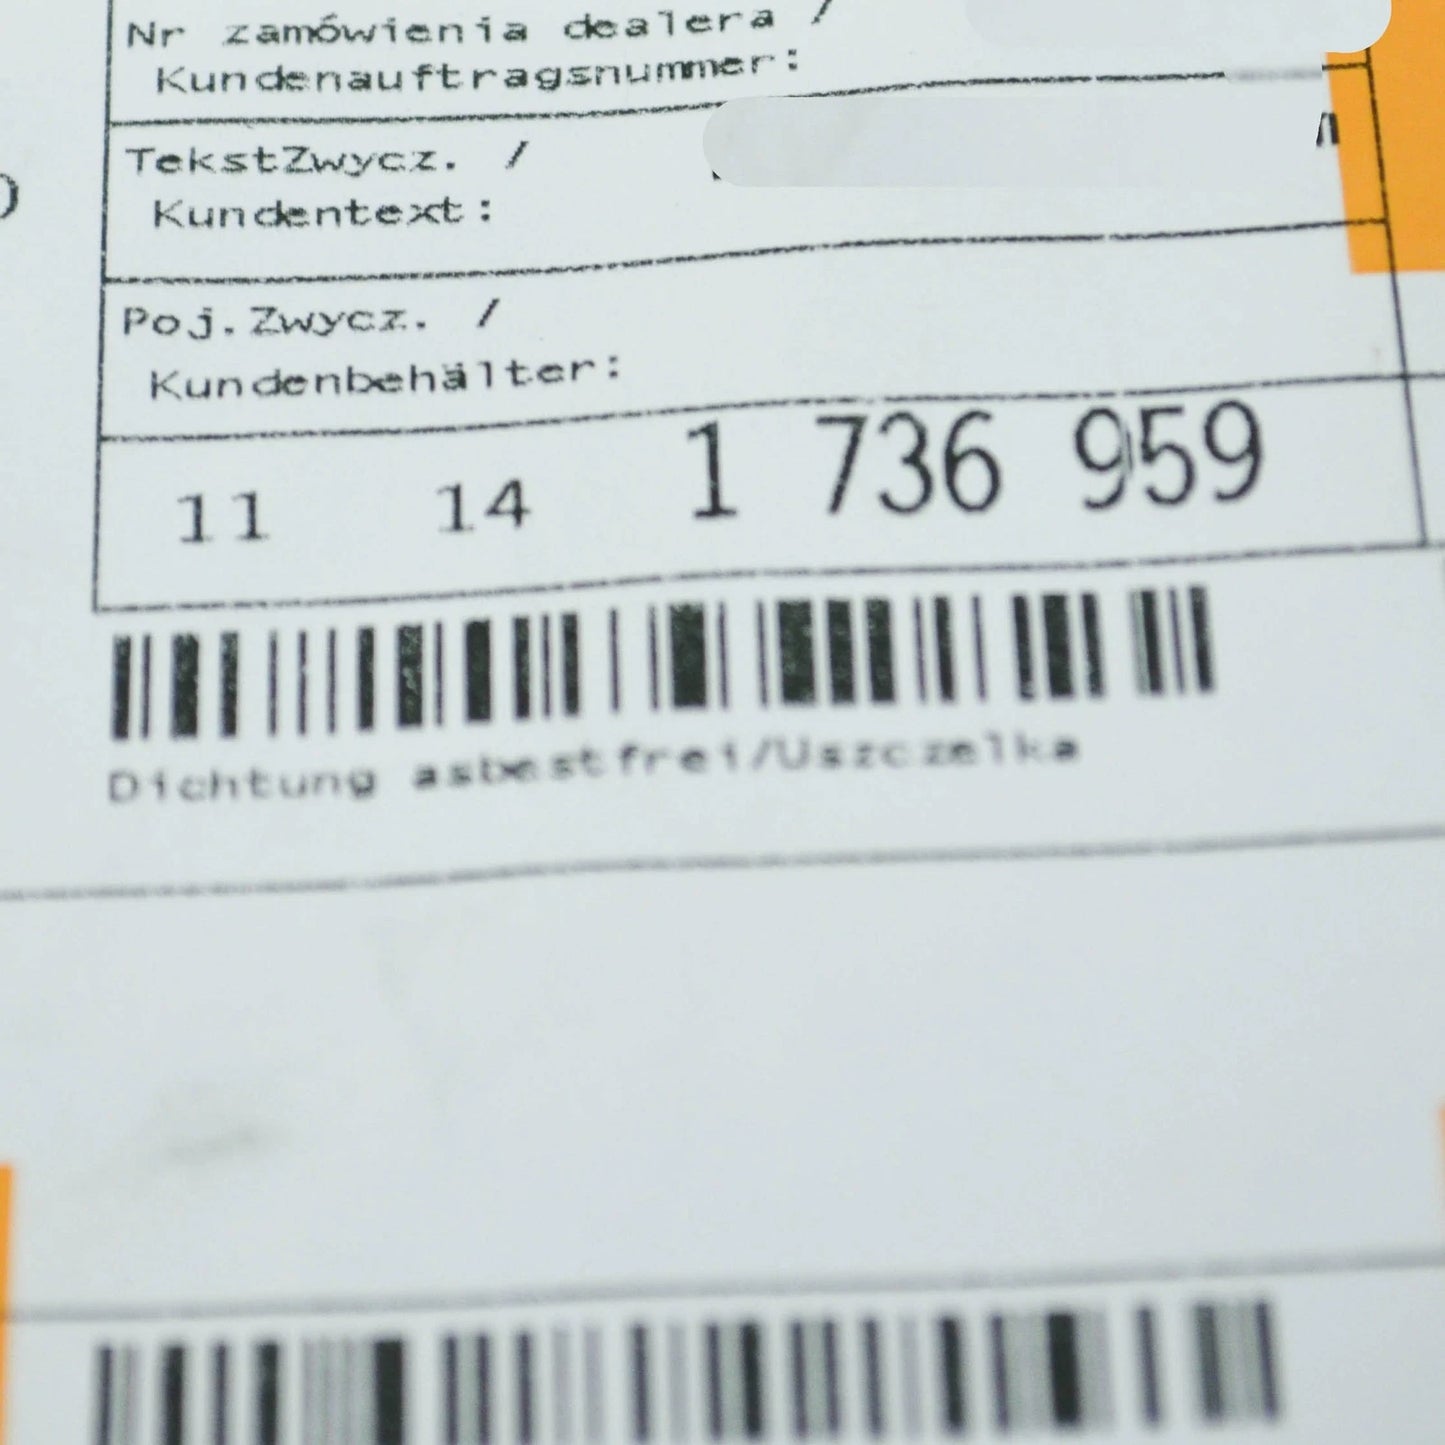 Nr zamówienia dealera /
Kundenauftragsnummer:
TekstZwycz. /
Kundentext:
Poj.Zwycz. /
Kundenbehälter:
11 14 1 736 959
Dichtung asbestfrei/Uszczelka